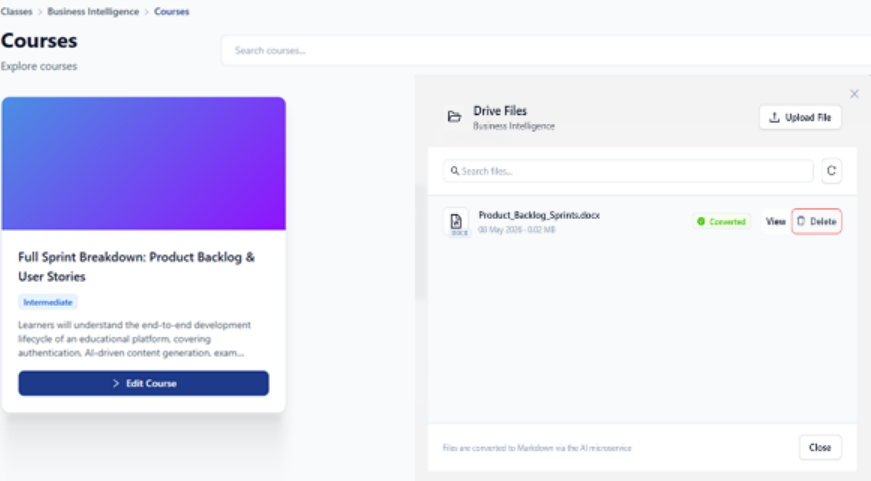 Classes > Business Intelligence > Courses
Courses
Explore courses
Search courses...
Full Sprint Breakdown: Product Backlog &
User Stories
Intermediate
Learners will understand the end-to-end development
lifecycle of an educational platform, covering
authentication, AI-driven content generation, exam...
> Edit Course
Drive Files
Business Intelligence
Upload File
Search files...
Product_Backlog_Sprints.docx
DOCX
08 May 2026 · 0.02 MB
Converted
View
Delete
Files are converted to Markdown via the AI microservice
Close